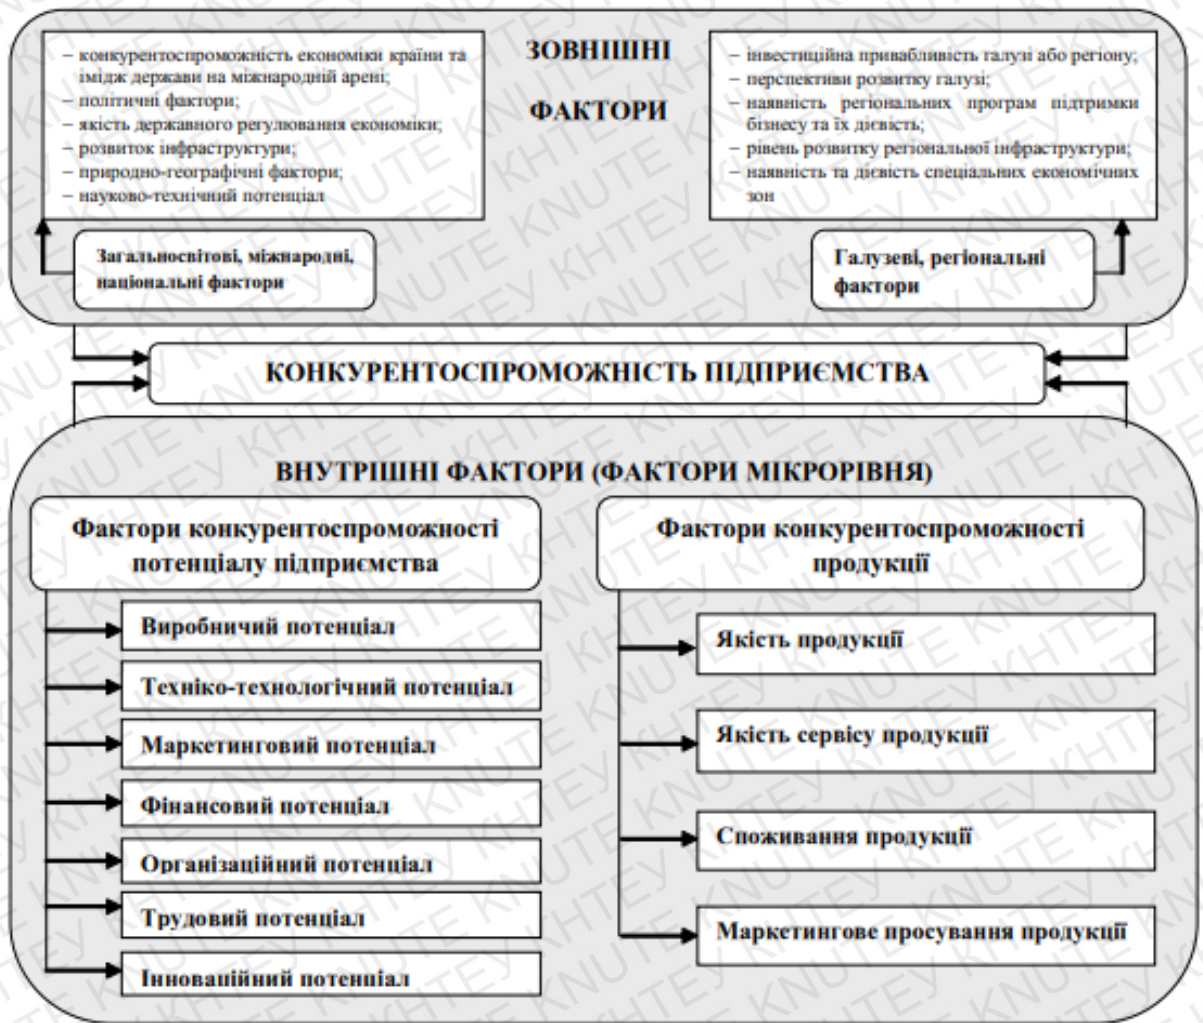 ЗОВНІШНІ
ФАКТОРИ
– конкурентоспроможність економіки країни та
імідж держави на міжнародній арені;
– політичні фактори;
– якість державного регулювання економіки;
– розвиток інфраструктури;
– природно-географічні фактори;
– науково-технічний потенціал
– інвестиційна привабливість галузі або регіону;
– перспективи розвитку галузі;
– наявність регіональних програм підтримки
бізнесу та їх дієвість;
– рівень розвитку регіональної інфраструктури;
– наявність та дієвість спеціальних економічних
зон
Загальносвітові, міжнародні,
національні фактори
Галузеві, регіональні
фактори
КОНКУРЕНТОСПРОМОЖНІСТЬ ПІДПРИЄМСТВА
ВНУТРІШНІ ФАКТОРИ (ФАКТОРИ МІКРОРІВНЯ)
Фактори конкурентоспроможності
потенціалу підприємства
Виробничий потенціал
Техніко-технологічний потенціал
Маркетинговий потенціал
Фінансовий потенціал
Організаційний потенціал
Трудовий потенціал
Інноваційний потенціал
Фактори конкурентоспроможності
продукції
Якість продукції
Якість сервісу продукції
Споживання продукції
Маркетингове просування продукції